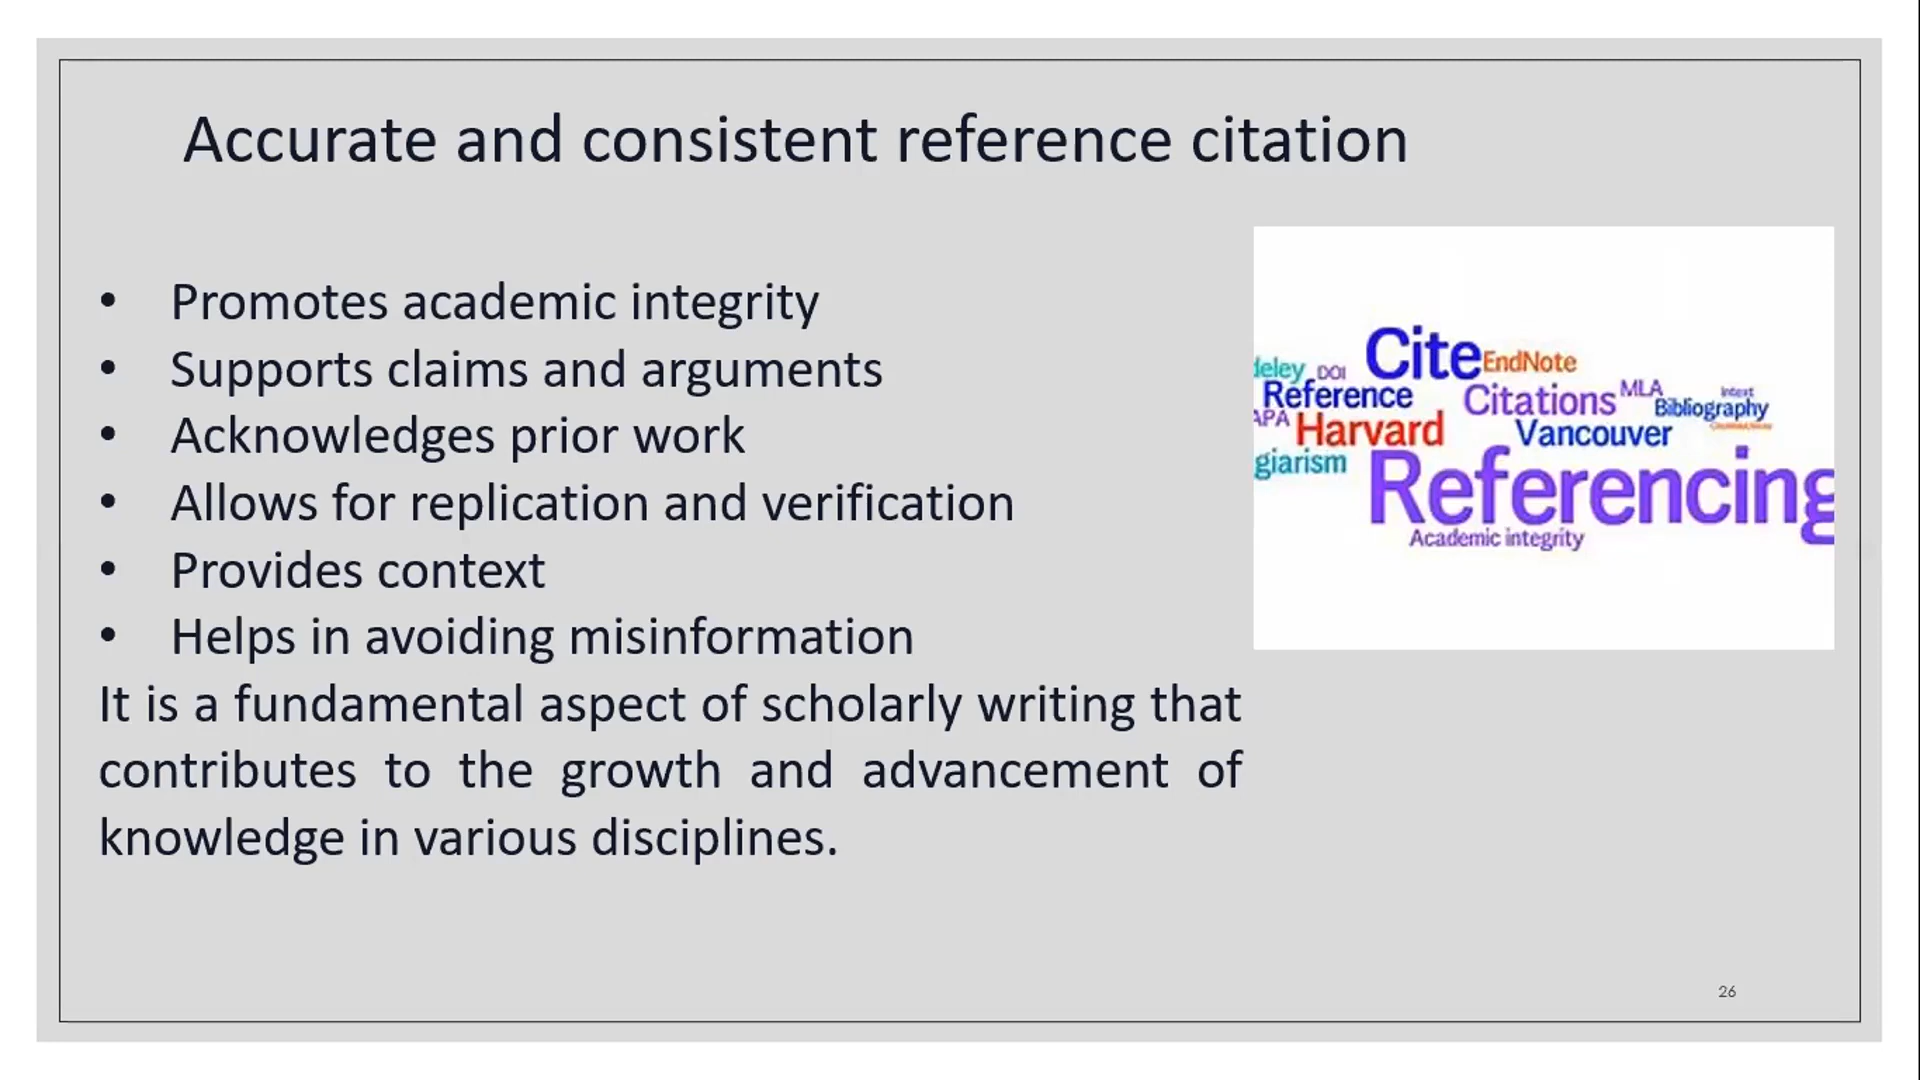 Accurate and consistent reference citation
• Promotes academic integrity
• Supports claims and arguments
• Acknowledges prior work
• Allows for replication and verification
• Provides context
• Helps in avoiding misinformation
It is a fundamental aspect of scholarly writing that
contributes to the growth and advancement of
knowledge in various disciplines.
Cite
EndNote
deley
DOI
Reference
Citations
MLA
Intext
Bibliography
APA
Harvard
Vancouver
giarism
Referencing
Academic integrity
26